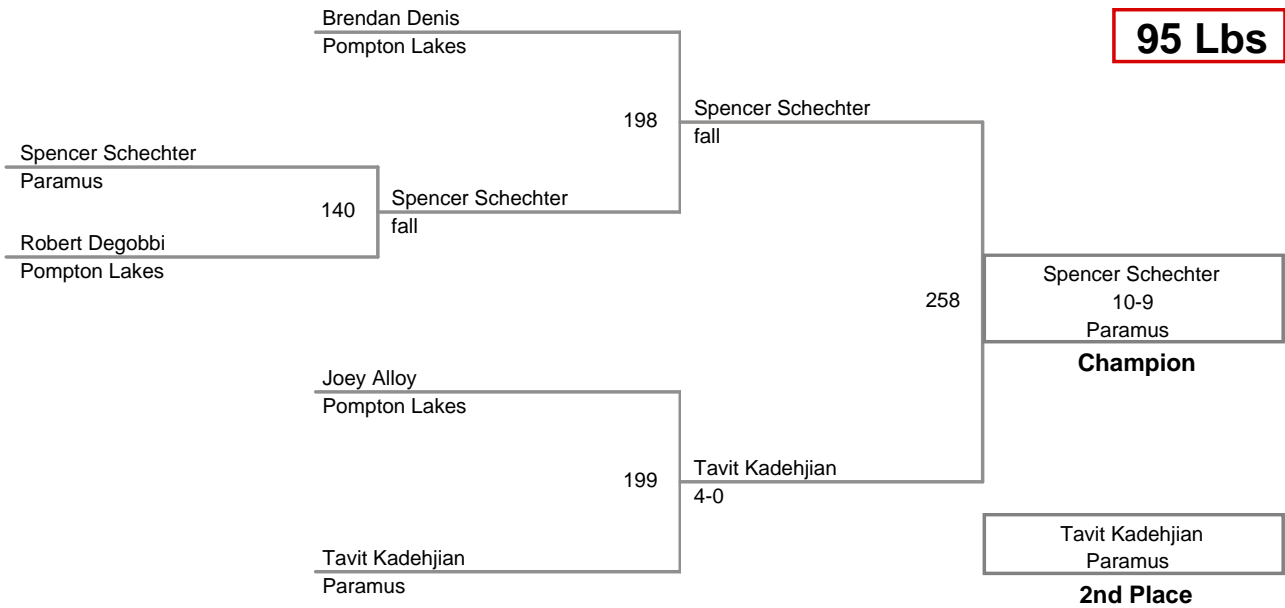 Brendan Denis
Pompton Lakes
95 Lbs
198
Spencer Schechter
fall
Spencer Schechter
Paramus
140
Spencer Schechter
fall
Robert Degobbi
Pompton Lakes
258
Spencer Schechter
10-9
Paramus
Champion
Joey Alloy
Pompton Lakes
199
Tavit Kadehjian
4-0
Tavit Kadehjian
Paramus
Tavit Kadehjian
Paramus
2nd Place